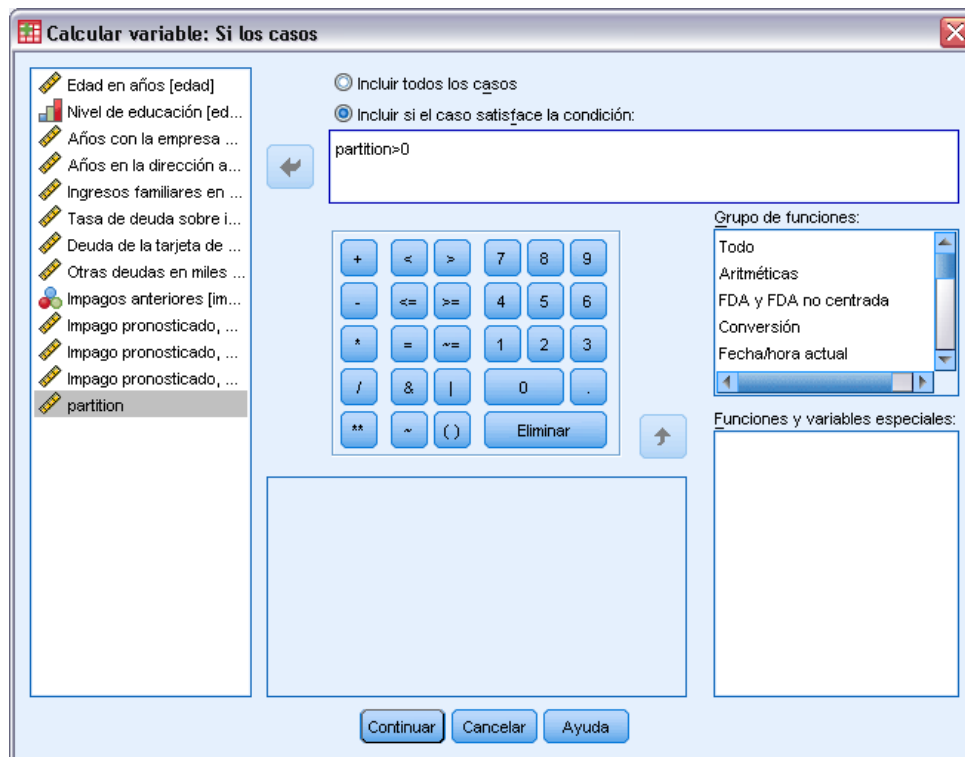 Calcular variable: Si los casos
Edad en años [edad]
Nivel de educación [ed...
Años con la empresa ...
Años en la dirección a...
Ingresos familiares en ...
Tasa de deuda sobre i...
Deuda de la tarjeta de ...
Otras deudas en miles ...
Impagos anteriores [im...
Impago pronosticado, ...
Impago pronosticado, ...
Impago pronosticado, ...
partition
Incluir todos los casos
Incluir si el caso satisface la condición:
partition>0
+ < > 7 8 9
- <= >= 4 5 6
* = ~= 1 2 3
/ & | 0 .
** ~ ( ) Eliminar
Grupo de funciones:
Todo
Aritméticas
FDA y FDA no centrada
Conversión
Fecha/hora actual
Funciones y variables especiales:
Continuar Cancelar Ayuda